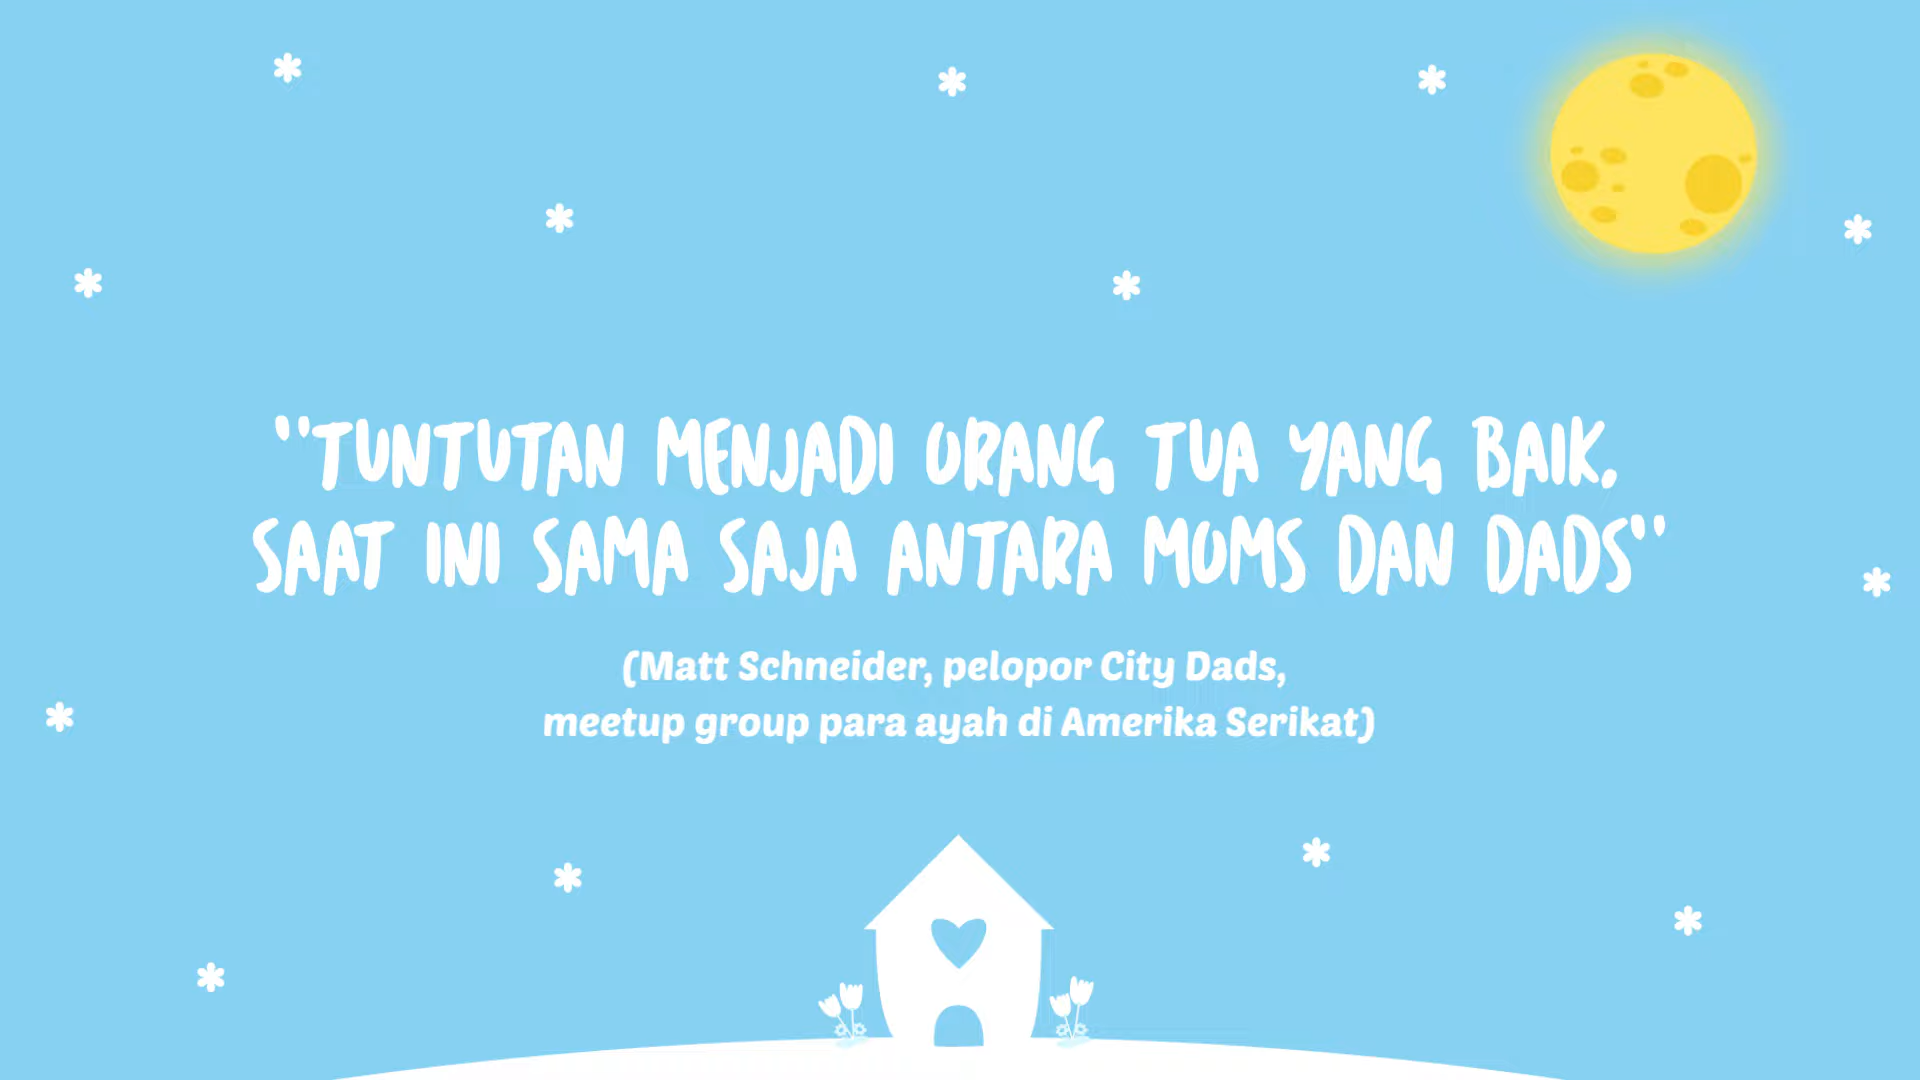 "TUNTUTAN MENJADI ORANG TUA YANG BAIK,
SAAT INI SAMA SAJA ANTARA MOMS DAN DADS"
(Matt Schneider, pelopor City Dads,
meetup group para ayah di Amerika Serikat)